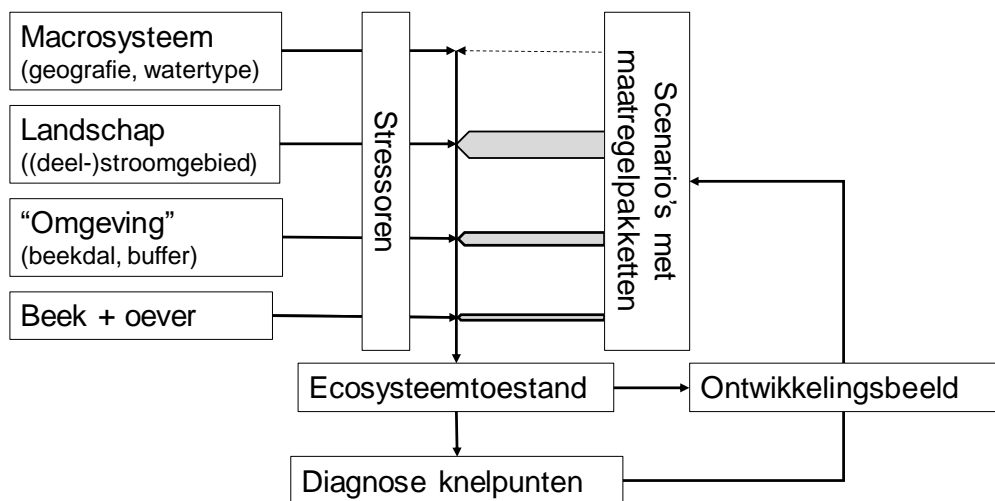 Macrosysteem
(geografie, watertype)
Landschap
((deel-)stroomgebied)
“Omgeving”
(beekdal, buffer)
Beek + oever
Stressoren
Scenario’s met
maatregelpakketten
Ecosysteemtoestand
Ontwikkelingsbeeld
Diagnose knelpunten